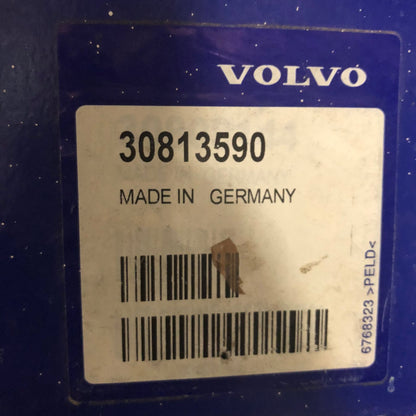 VOLVO
30813590
MADE IN GERMANY
6768323 >PELD<